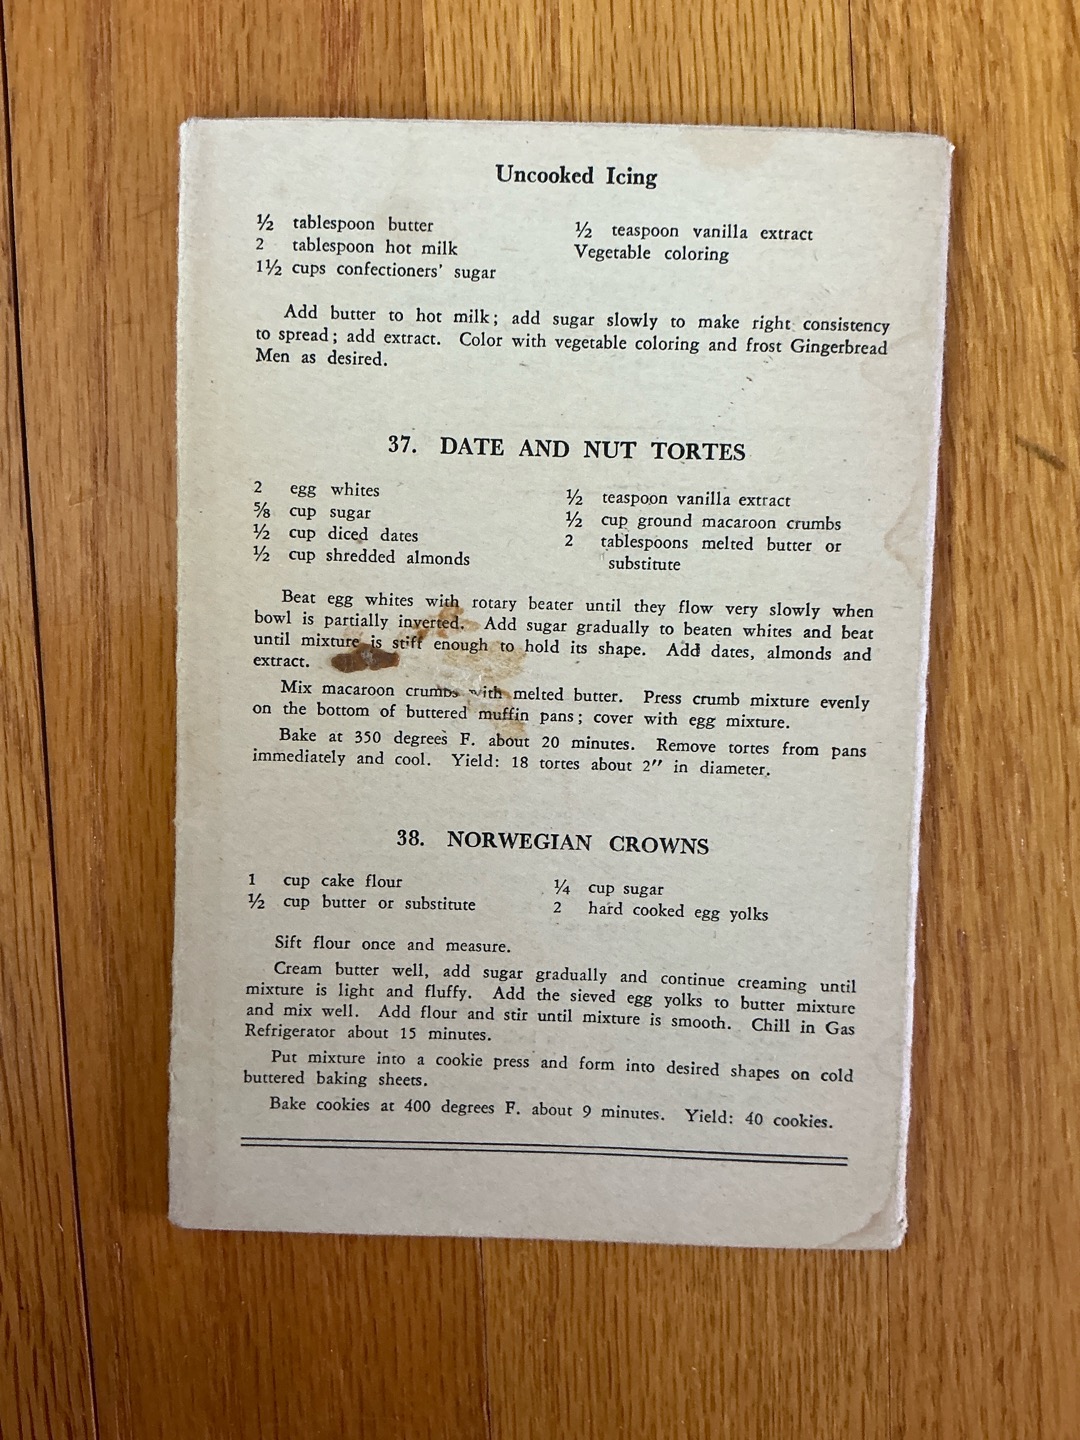 Uncooked Icing
½ tablespoon butter
2 tablespoon hot milk
1½ cups confectioners' sugar
½ teaspoon vanilla extract
Vegetable coloring
Add butter to hot milk; add sugar slowly to make right consistency
to spread; add extract. Color with vegetable coloring and frost Gingerbread
Men as desired.
37. DATE AND NUT TORTES
2 egg whites
⅝ cup sugar
½ cup diced dates
½ cup shredded almonds
½ teaspoon vanilla extract
½ cup ground macaroon crumbs
2 tablespoons melted butter or
substitute
Beat egg whites with rotary beater until they flow very slowly when
bowl is partially inverted. Add sugar gradually to beaten whites and beat
until mixture is stiff enough to hold its shape. Add dates, almonds and
extract.
Mix macaroon crumbs with melted butter. Press crumb mixture evenly
on the bottom of buttered muffin pans; cover with egg mixture.
Bake at 350 degrees F. about 20 minutes. Remove tortes from pans
immediately and cool. Yield: 18 tortes about 2″ in diameter.
38. NORWEGIAN CROWNS
1 cup cake flour
½ cup butter or substitute
¼ cup sugar
2 hard cooked egg yolks
Sift flour once and measure.
Cream butter well, add sugar gradually and continue creaming until
mixture is light and fluffy. Add the sieved egg yolks to butter mixture
and mix well. Add flour and stir until mixture is smooth. Chill in Gas
Refrigerator about 15 minutes.
Put mixture into a cookie press and form into desired shapes on cold
buttered baking sheets.
Bake cookies at 400 degrees F. about 9 minutes. Yield: 40 cookies.